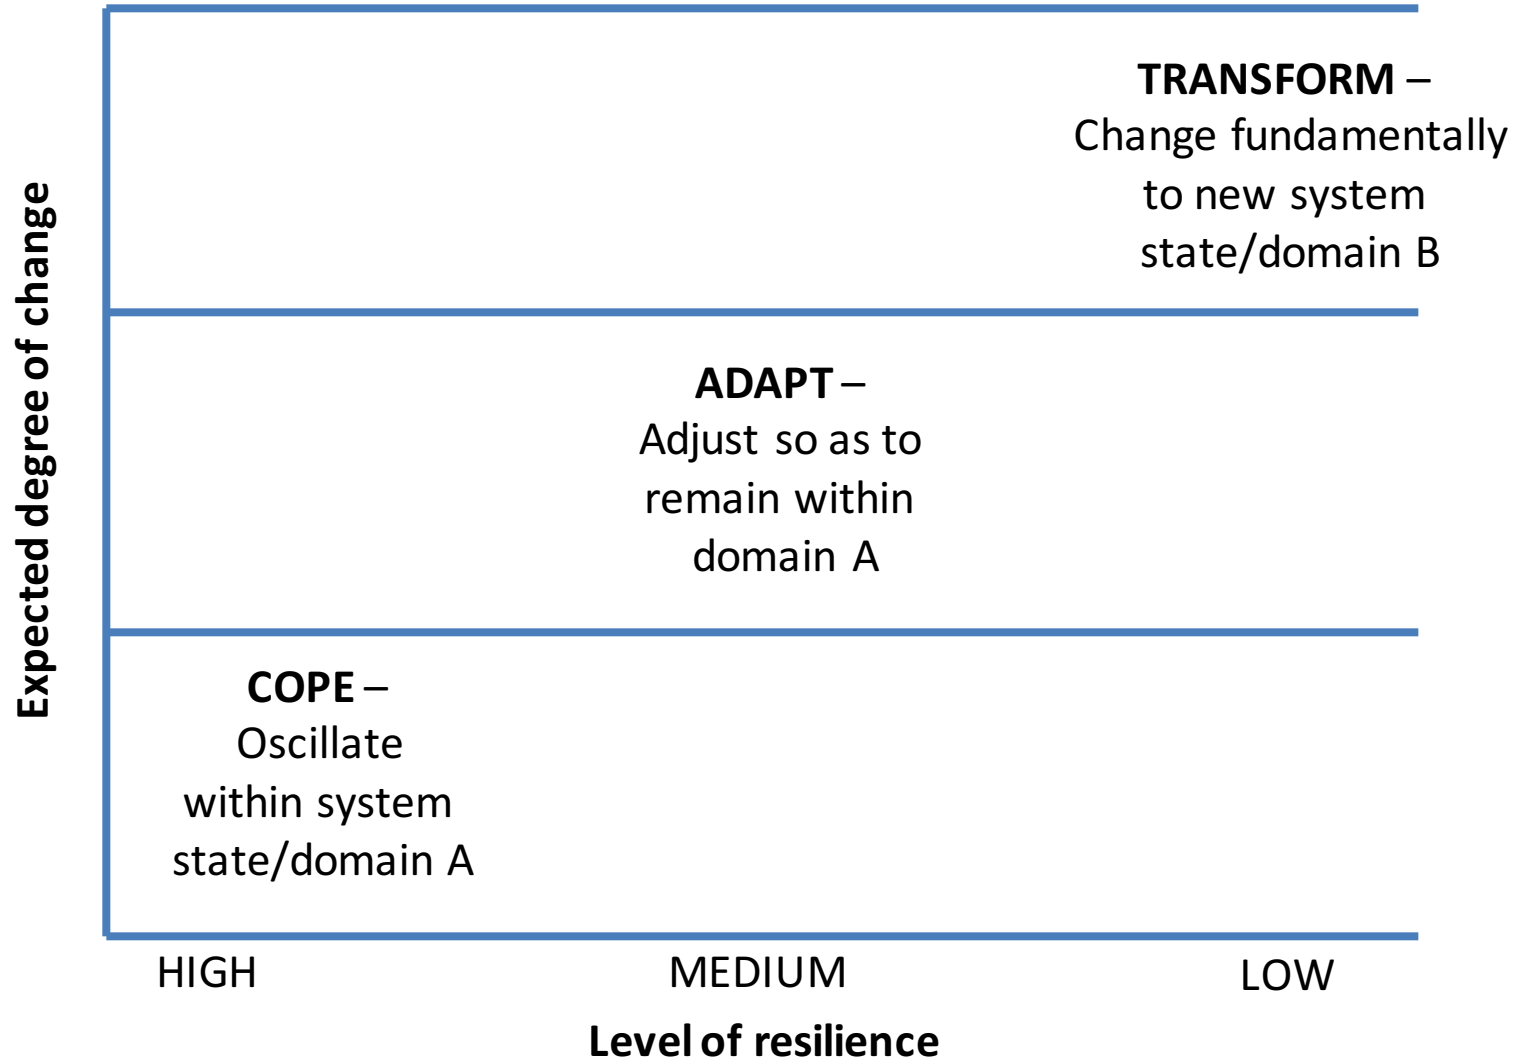 TRANSFORM –
Change fundamentally
to new system
state/domain B
ADAPT –
Adjust so as to
remain within
domain A
COPE –
Oscillate
within system
state/domain A
Expected degree of change
HIGH
MEDIUM
LOW
Level of resilience